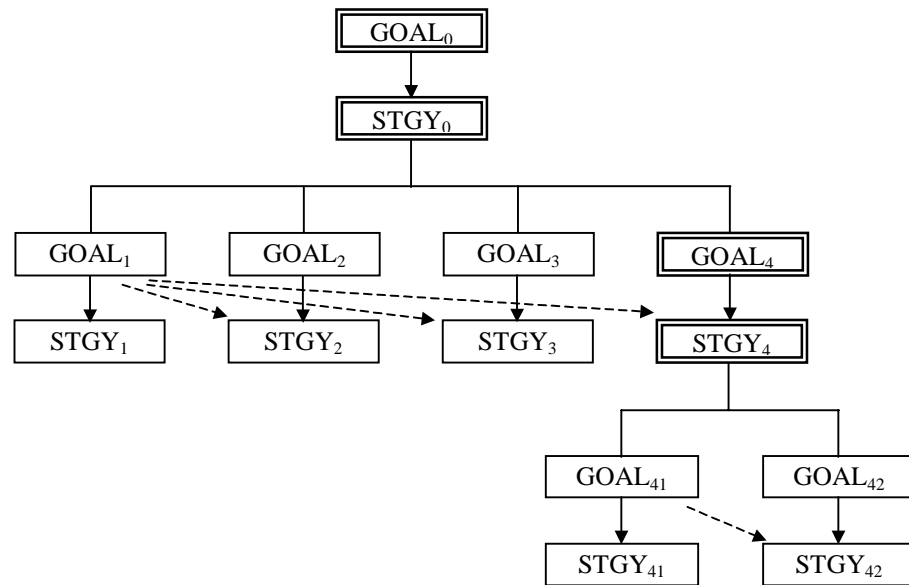 GOAL₀
STGY₀
GOAL₁ GOAL₂ GOAL₃ GOAL₄
STGY₁ STGY₂ STGY₃ STGY₄
GOAL₄₁ GOAL₄₂
STGY₄₁ STGY₄₂